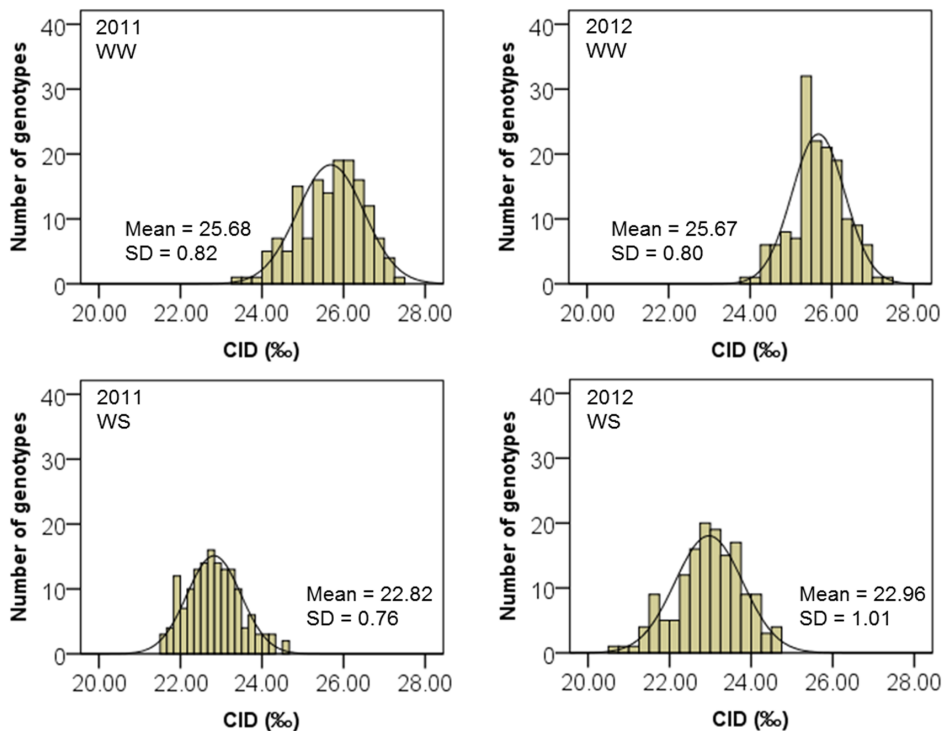 2011
WW
Number of genotypes
40
30
20
10
0
Mean = 25.68
SD = 0.82
20.00 22.00 24.00 26.00 28.00
CID (‰)
2012
WW
Number of genotypes
40
30
20
10
0
Mean = 25.67
SD = 0.80
20.00 22.00 24.00 26.00 28.00
CID (‰)
2011
WS
Number of genotypes
40
30
20
10
0
Mean = 22.82
SD = 0.76
20.00 22.00 24.00 26.00 28.00
CID (‰)
2012
WS
Number of genotypes
40
30
20
10
0
Mean = 22.96
SD = 1.01
20.00 22.00 24.00 26.00 28.00
CID (‰)